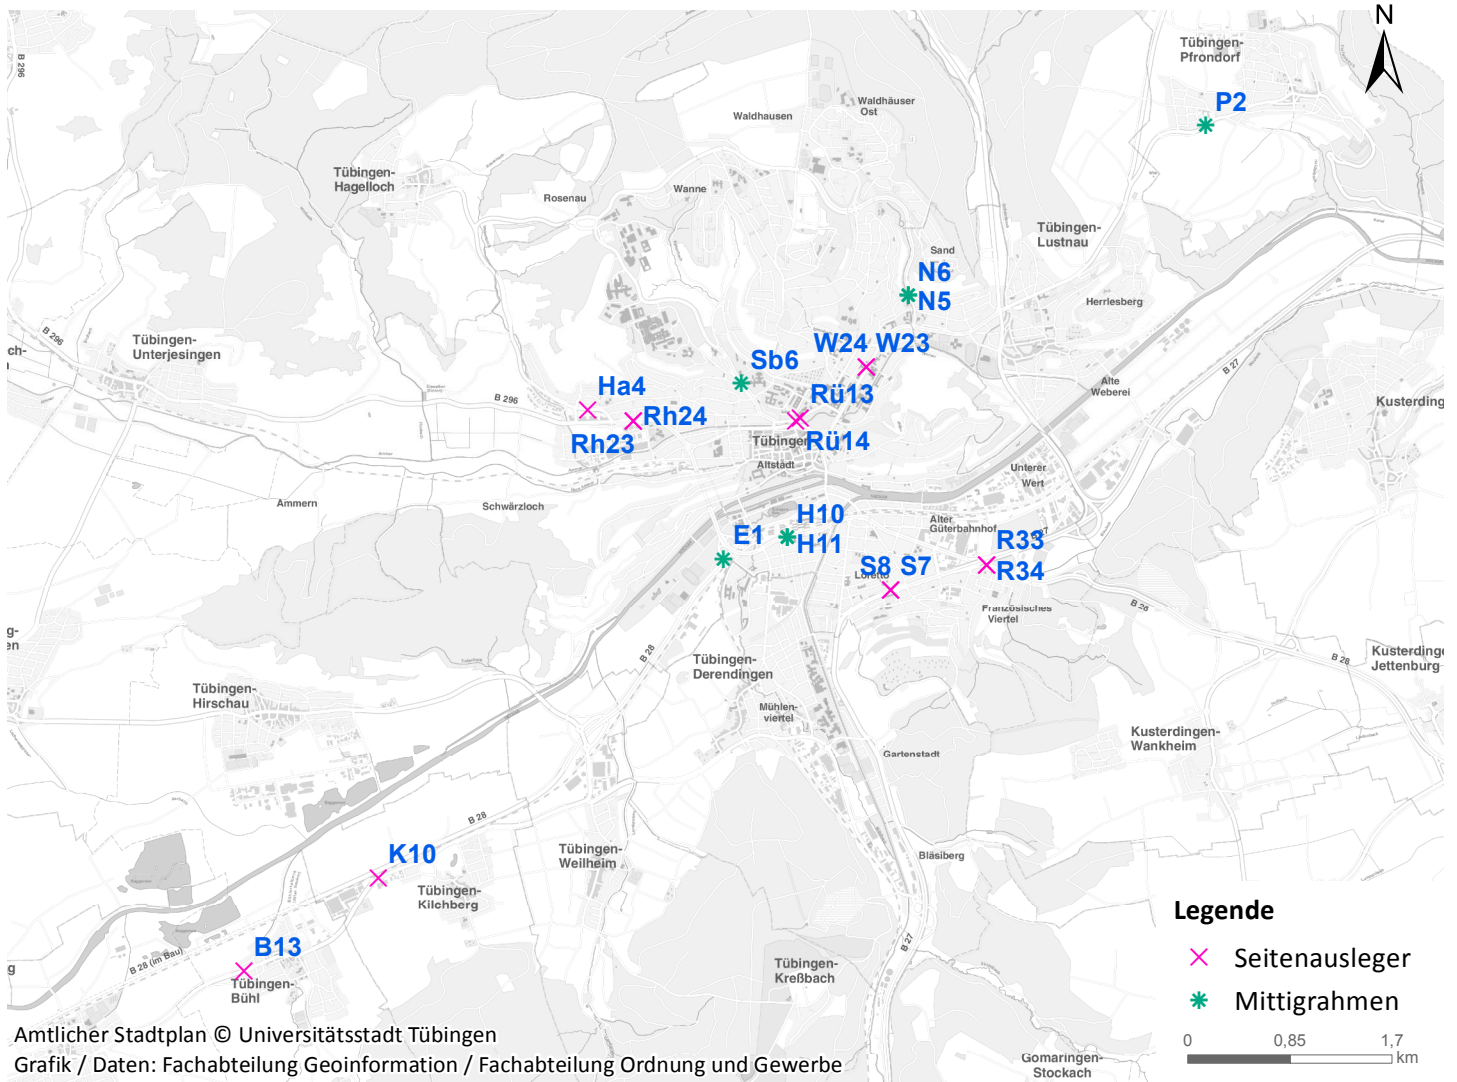 N
B 296
Tübingen-
Pfrondorf
P2
Waldhäuser
Ost
Waldhausen
Tübingen-
Hagelloch
Wanne
Rosenau
Tübingen-
Lustnau
Sand
N6
N5
Herrlesberg
B 296
Tübingen-
Unterjesingen
ch-
W24 W23
B 27
Sb6
Alte
Weberei
Ha4
Rü13
B 296
Kusterding
Rh24
Rh23
Tübingen
Rü14
Altstadt
Unterer
Wert
Ammern
Schwärzloch
H10
Alter
Güterbahnhof
E1
H11
R33
S8 S7
Loretto
R34
Französisches
Viertel
B 28
g-
en
B 28
Tübingen-
Derendingen
Kusterdinge
Jettenburg
B 28
Tübingen-
Hirschau
Mühlen-
viertel
Kusterdingen-
Wankheim
Gartenstadt
B 28
K10
Tübingen-
Weilheim
Bläsiberg
Tübingen-
Kilchberg
Legende
B13
B 27
Seitenausleger
B 28 (im Bau)
g
Tübingen-
Kreßbach
Tübingen-
Bühl
Mittigrahmen
Amtlicher Stadtplan © Universitätsstadt Tübingen
0 0,85 1,7
km
Grafik / Daten: Fachabteilung Geoinformation / Fachabteilung Ordnung und Gewerbe
Gomaringen-
Stockach